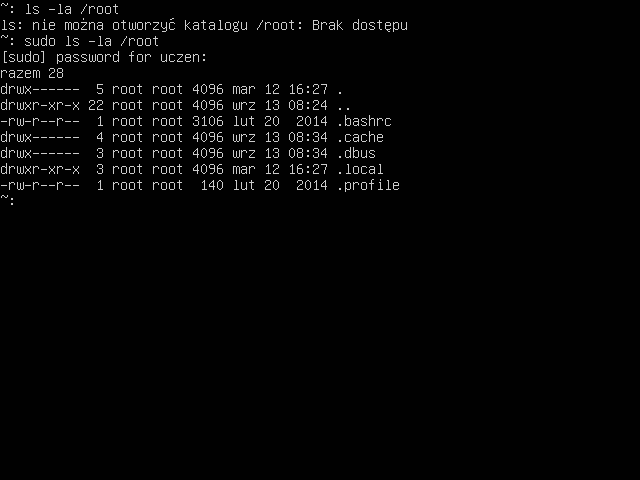 ~: ls -la /root
ls: nie można otworzyć katalogu /root: Brak dostępu
~: sudo ls -la /root
[sudo] password for uczen:
razem 28
drwx------  5 root root 4096 mar 12 16:27 .
drwxr-xr-x 22 root root 4096 wrz 13 08:24 ..
-rw-r--r--  1 root root 3106 lut 20  2014 .bashrc
drwx------  4 root root 4096 wrz 13 08:34 .cache
drwx------  3 root root 4096 wrz 13 08:34 .dbus
drwxr-xr-x  3 root root 4096 mar 12 16:27 .local
-rw-r--r--  1 root root  140 lut 20  2014 .profile
~: